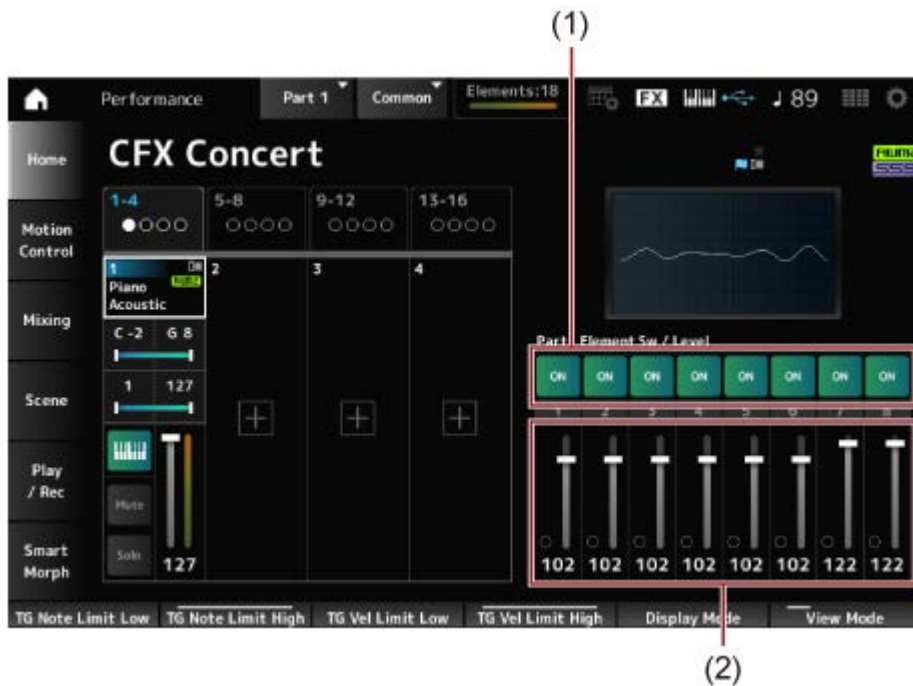 (1)
Performance Part 1 Common Elements:18 FX 89
Home
CFX Concert
1-4 5-8 9-12 13-16
Motion
Control
1 2 3 4
Piano
Acoustic
C -2 G 8
Mixing
Part Element Sw / Level
ON ON ON ON ON ON ON ON
1 127
1 2 3 4 5 6 7 8
Scene
Play
/ Rec
Mute
Smart
Morph
Solo
127
102 102 102 102 102 102 122 122
TG Note Limit Low TG Note Limit High TG Vel Limit Low TG Vel Limit High Display Mode View Mode
(2)